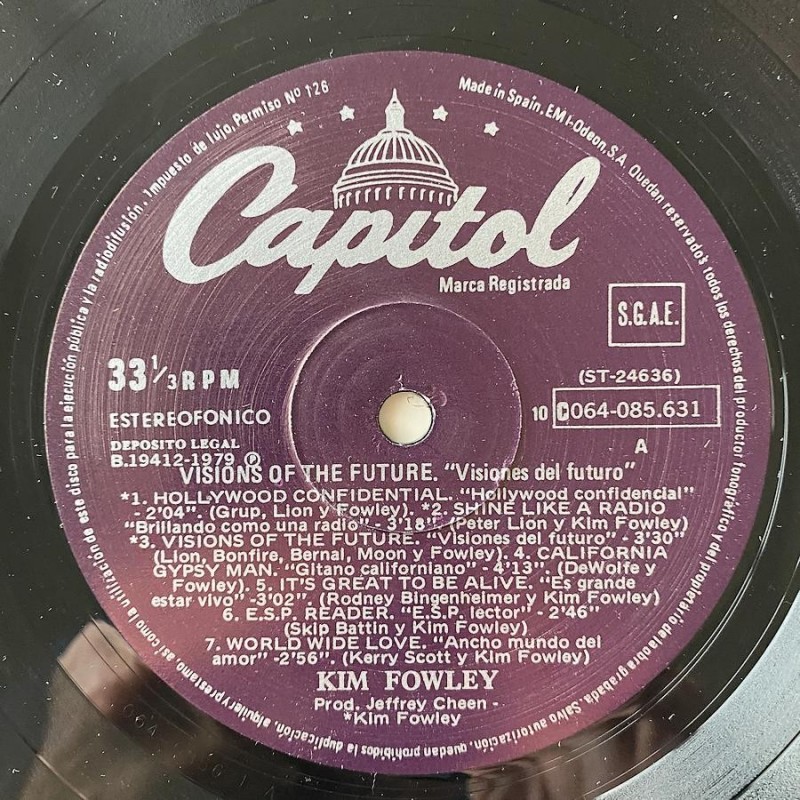 Impuesto de lujo, Permiso Nº 126
Made in Spain. EMI-Odeon, S.A. Quedan reservados todos los derechos del productor fonográfico y del propietario de la obra grabada. Salvo autorización, quedan prohibidos la duplicación, alquiler y préstamo, así como la utilización de este disco para la ejecución pública y la radiodifusión.
Capitol
Marca Registrada
S.G.A.E.
33 1/3 RPM
(ST-24636)
ESTEREOFONICO
10 C064-085.631
DEPOSITO LEGAL
A
B.19412-1979 Ⓟ
VISIONS OF THE FUTURE. "Visiones del futuro"
*1. HOLLYWOOD CONFIDENTIAL. "Hollywood confidencial"
- 2'04". (Grup, Lion y Fowley). *2. SHINE LIKE A RADIO
"Brillando como una radio" - 3'18". (Peter Lion y Kim Fowley)
*3. VISIONS OF THE FUTURE. "Visiones del futuro" - 3'30"
(Lion, Bonfire, Bernal, Moon y Fowley). 4. CALIFORNIA
GYPSY MAN. "Gitano californiano" - 4'13". (DeWolfe y
Fowley). 5. IT'S GREAT TO BE ALIVE. "Es grande
estar vivo" -3'02". (Rodney Bingenheimer y Kim Fowley)
6. E.S.P. READER. "E.S.P. lector" - 2'46"
(Skip Battin y Kim Fowley)
7. WORLD WIDE LOVE. "Ancho mundo del
amor" -2'56". (Kerry Scott y Kim Fowley)
KIM FOWLEY
Prod. Jeffrey Cheen -
*Kim Fowley